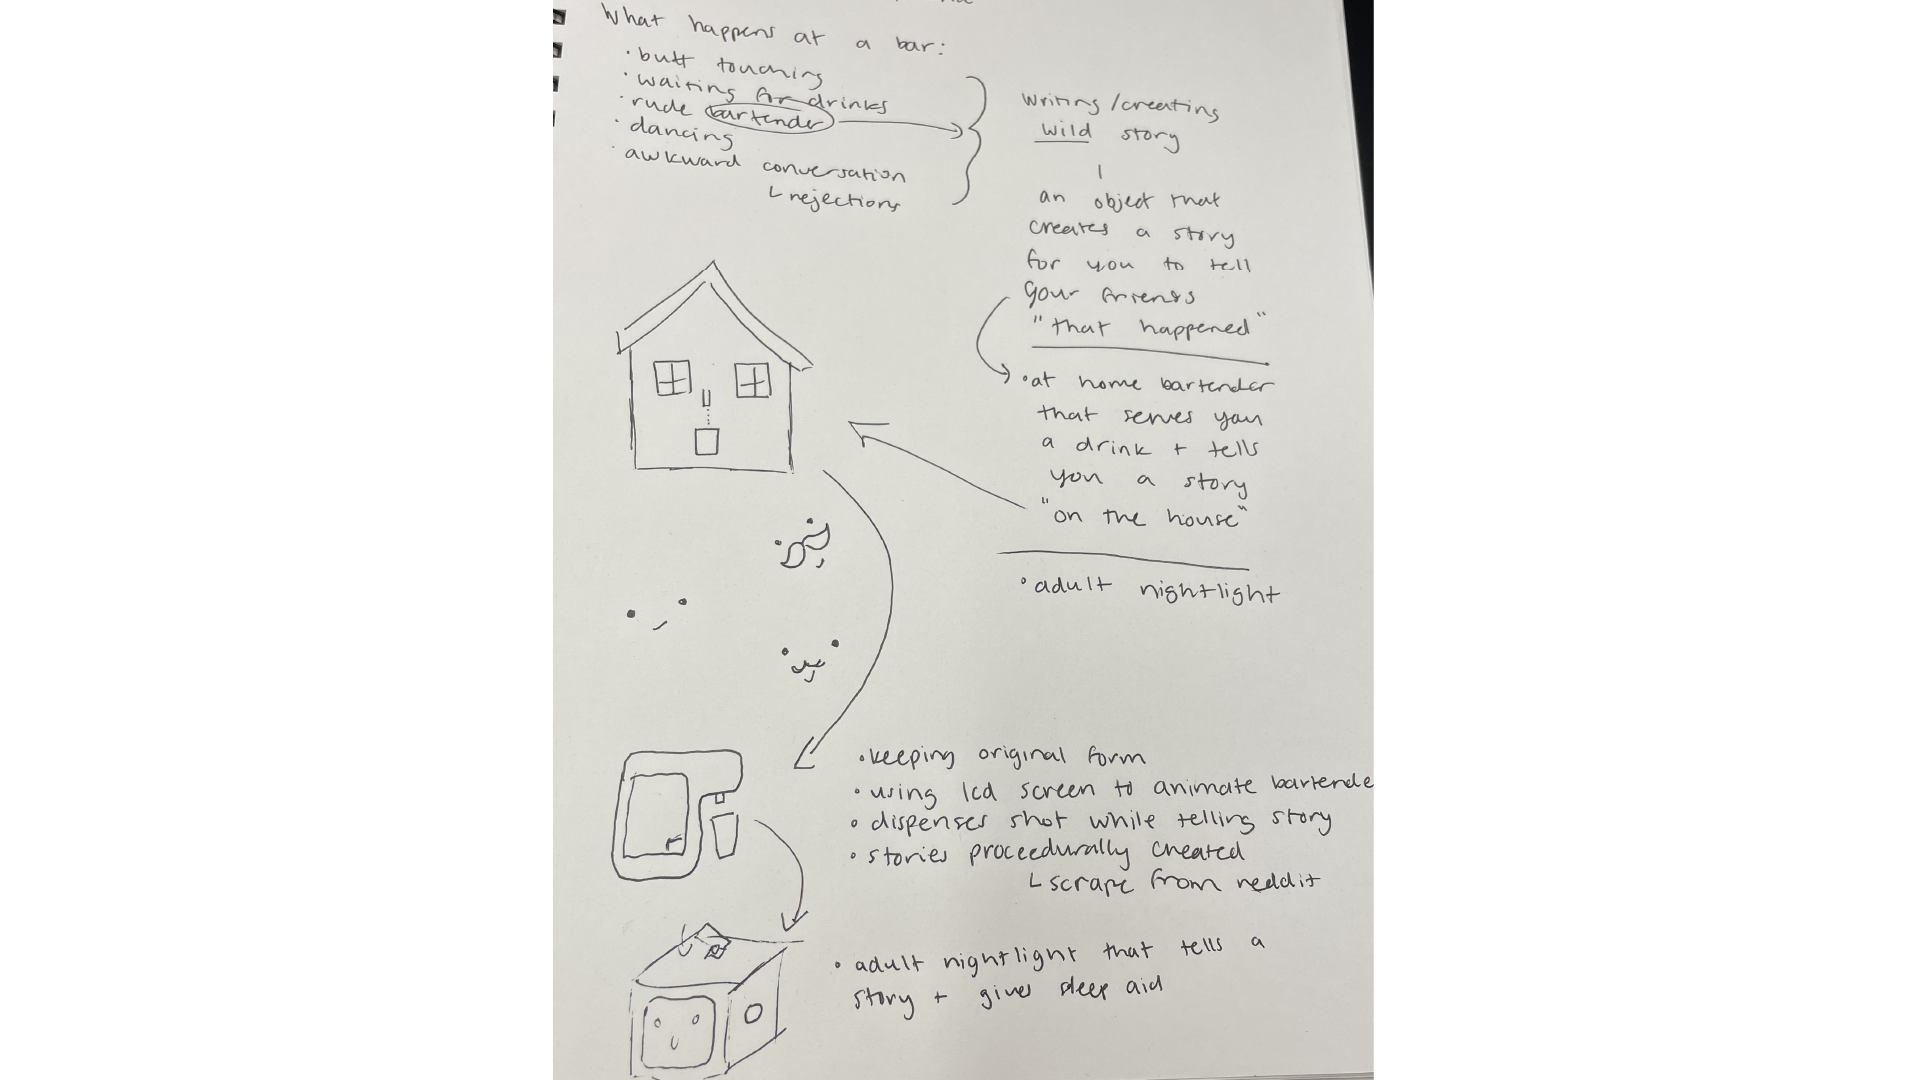 What happens at a bar:
· butt touching
· waiting for drinks
· rude bartender
· dancing
· awkward conversation
└ rejections
writing/creating
wild story
an object that
creates a story
for you to tell
your friends
"that happened"
· at home bartender
that serves you
a drink + tells
you a story
"on the house"
· adult nightlight
· keeping original form
· using lcd screen to animate bartende
· dispenses shot while telling story
· stories proceedurally created
└ scrape from reddit
· adult nightlight that tells a
story + gives sleep aid